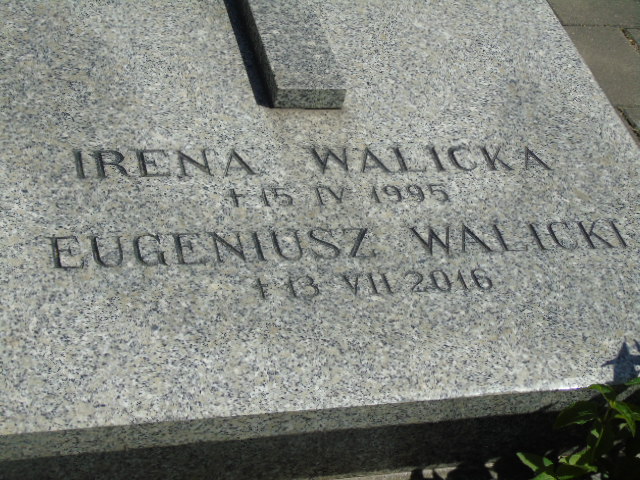 IRENA WALICKA
+15 IV 1995
EUGENIUSZ WALICKI
+13 VII 2016